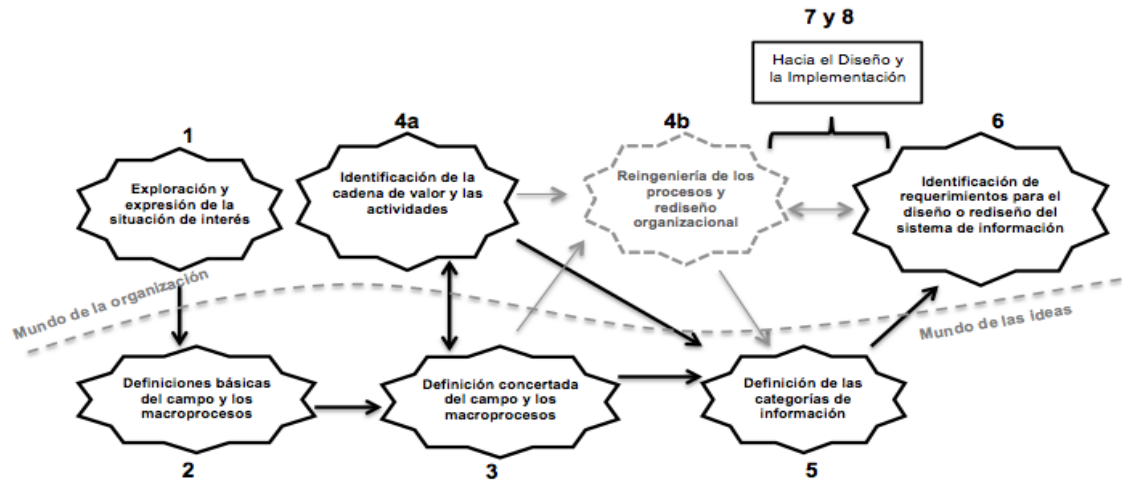 7 y 8
Hacia el Diseño y
la Implementación
1
4a
4b
6
Exploración y
expresión de la
situación de interés
Identificación de la
cadena de valor y las
actividades
Reingeniería de los
procesos y
rediseño
organizacional
Identificación de
requerimientos para el
diseño o rediseño del
sistema de información
Mundo de la organización
Mundo de las ideas
Definiciones básicas
del campo y los
macroprocesos
Definición concertada
del campo y los
macroprocesos
Definición de las
categorías de
información
2
3
5